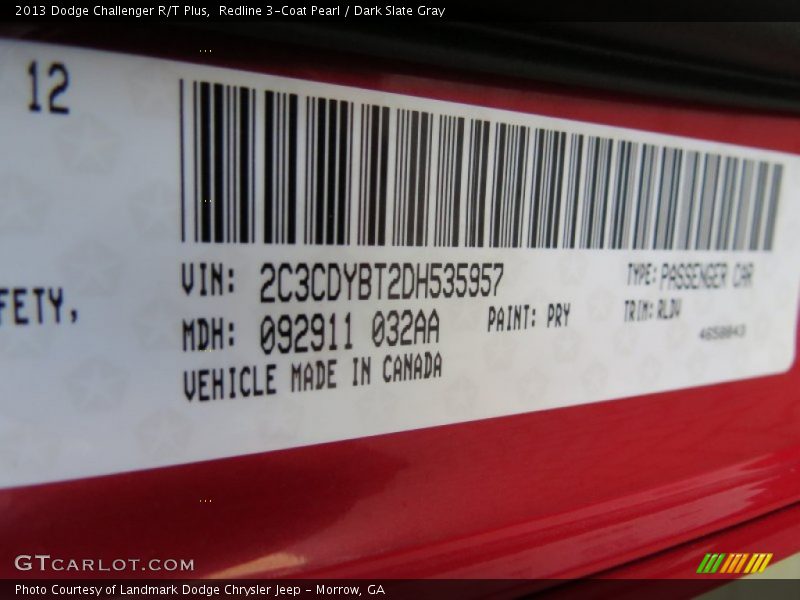 2013 Dodge Challenger R/T Plus,  Redline 3-Coat Pearl / Dark Slate Gray
12
FETY,
VIN: 2C3CDYBT2DH535957
TYPE: PASSENGER CAR
MDH: 092911 032AA
PAINT: PRY
TRIM: RLDV
VEHICLE MADE IN CANADA
GTCARLOT.COM
Photo Courtesy of Landmark Dodge Chrysler Jeep - Morrow, GA